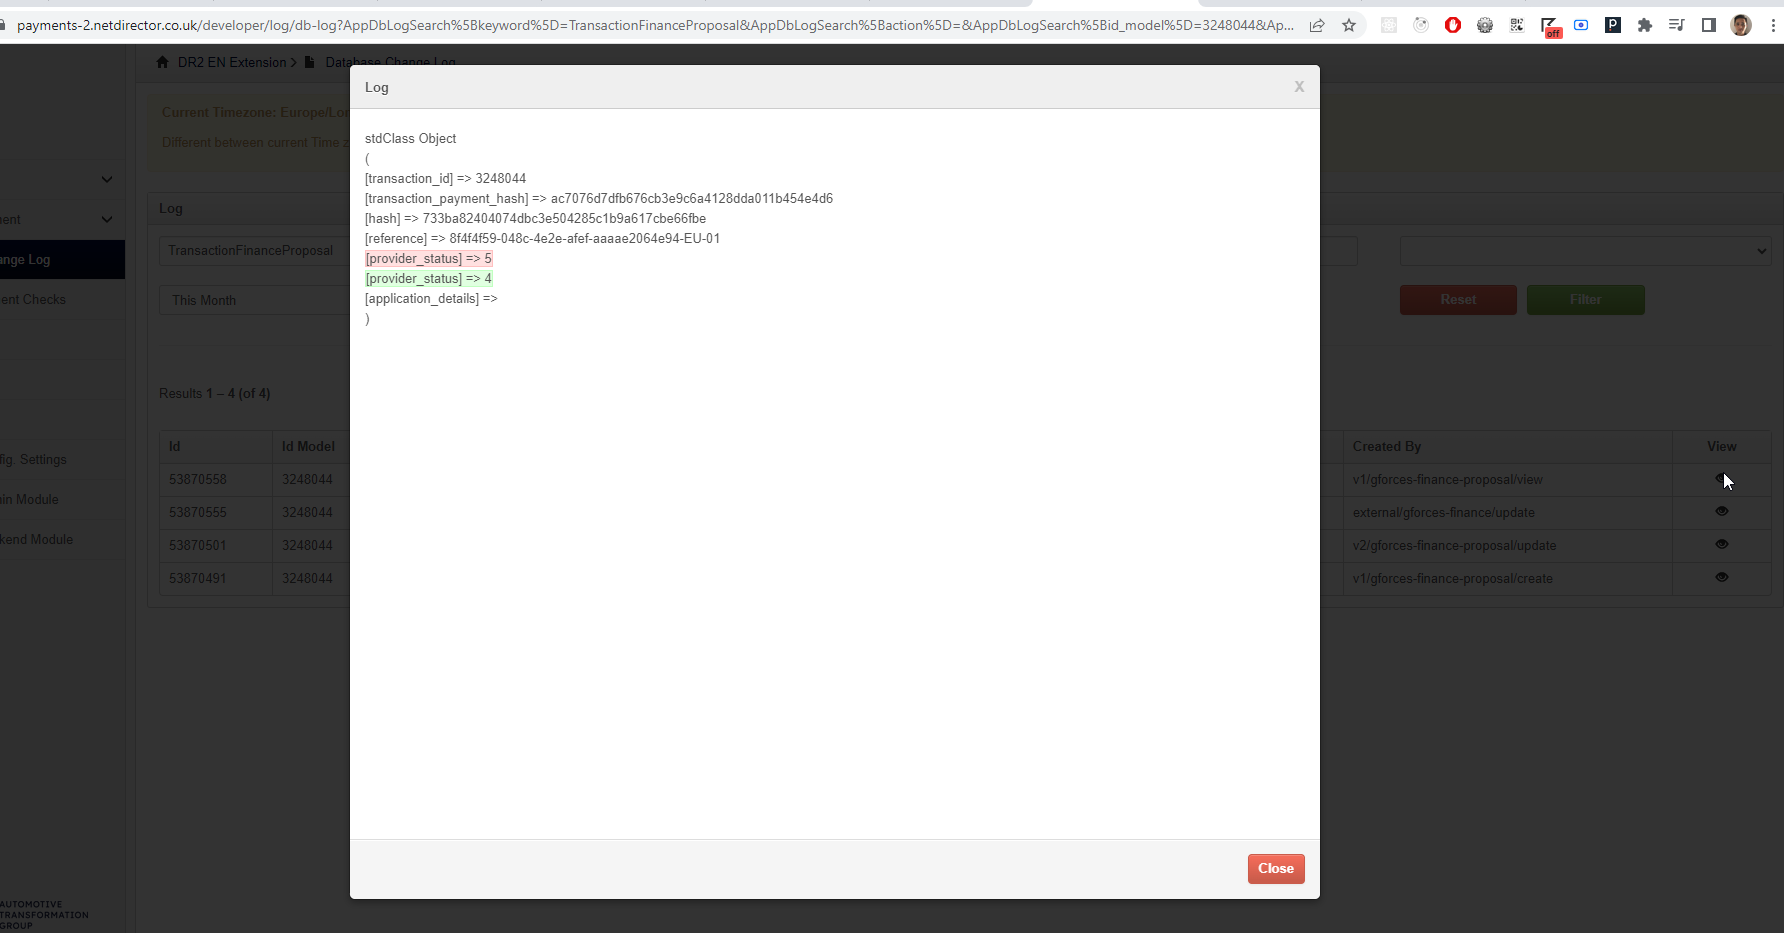 payments-2.netdirector.co.uk/developer/log/db-log?AppDbLogSearch%5Bkeyword%5D=TransactionFinanceProposal&AppDbLogSearch%5Baction%5D=&AppDbLogSearch%5Bid_model%5D=3248044&Ap...
off
P
DR2 EN Extension > Database Change Log
Current Timezone: Europe/Lon
Different between current Time z
Log
TransactionFinanceProposal
This Month
Reset
Filter
Results 1 – 4 (of 4)
Id Id Model Created By View
53870558 3248044 v1/gforces-finance-proposal/view
53870555 3248044 external/gforces-finance/update
53870501 3248044 v2/gforces-finance-proposal/update
53870491 3248044 v1/gforces-finance-proposal/create
ent
ange Log
ent Checks
fig. Settings
in Module
kend Module
AUTOMOTIVE
TRANSFORMATION
GROUP
Log
X
stdClass Object
(
[transaction_id] => 3248044
[transaction_payment_hash] => ac7076d7dfb676cb3e9c6a4128dda011b454e4d6
[hash] => 733ba82404074dbc3e504285c1b9a617cbe66fbe
[reference] => 8f4f4f59-048c-4e2e-afef-aaaae2064e94-EU-01
[provider_status] => 5
[provider_status] => 4
[application_details] =>
)
Close